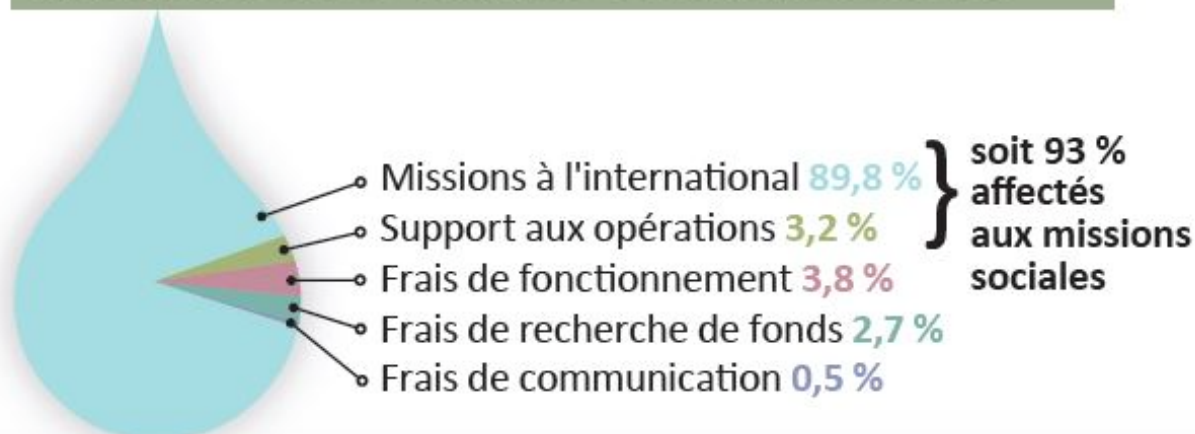 Missions à l'international 89,8 %
Support aux opérations 3,2 %
Frais de fonctionnement 3,8 %
Frais de recherche de fonds 2,7 %
Frais de communication 0,5 %
soit 93 %
affectés
aux missions
sociales